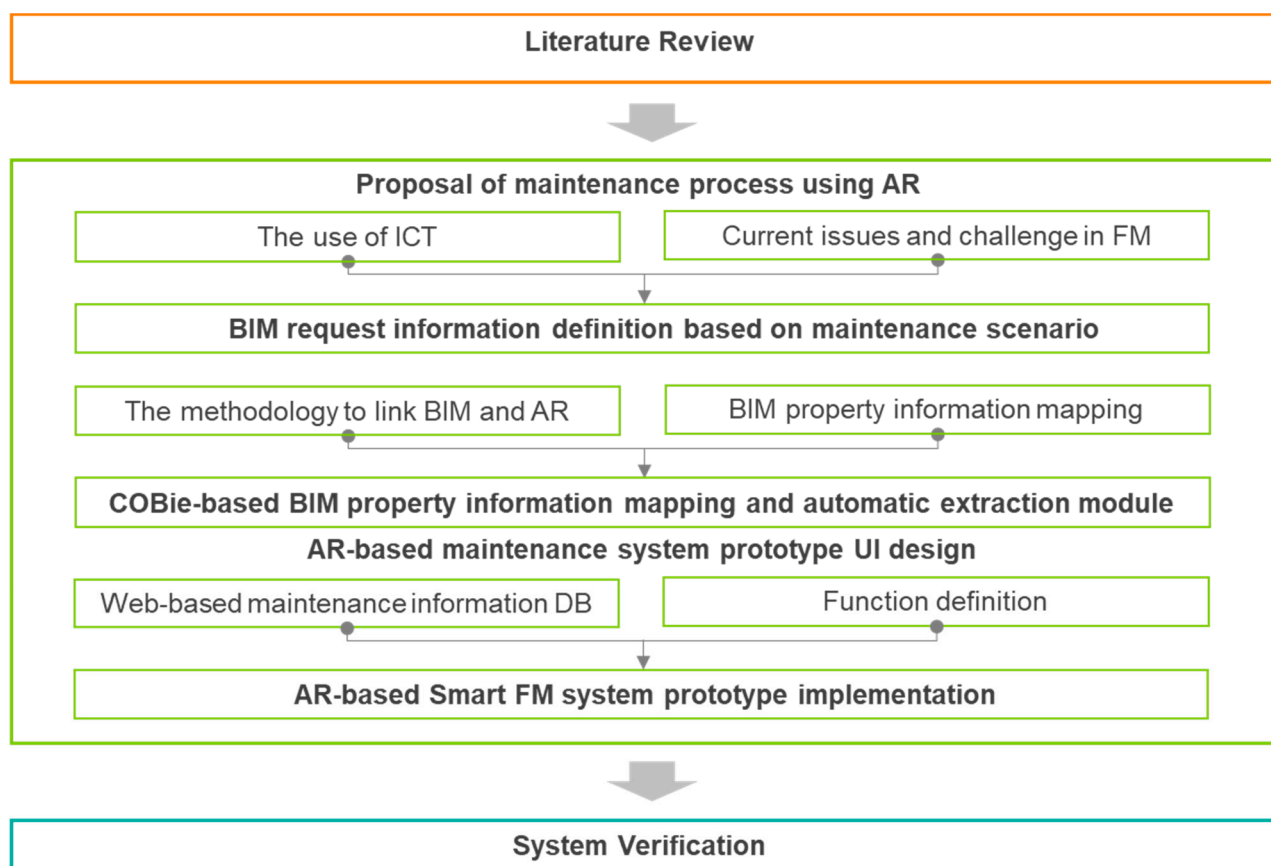 Literature Review
Proposal of maintenance process using AR
The use of ICT
Current issues and challenge in FM
BIM request information definition based on maintenance scenario
The methodology to link BIM and AR
BIM property information mapping
COBie-based BIM property information mapping and automatic extraction module
AR-based maintenance system prototype UI design
Web-based maintenance information DB
Function definition
AR-based Smart FM system prototype implementation
System Verification